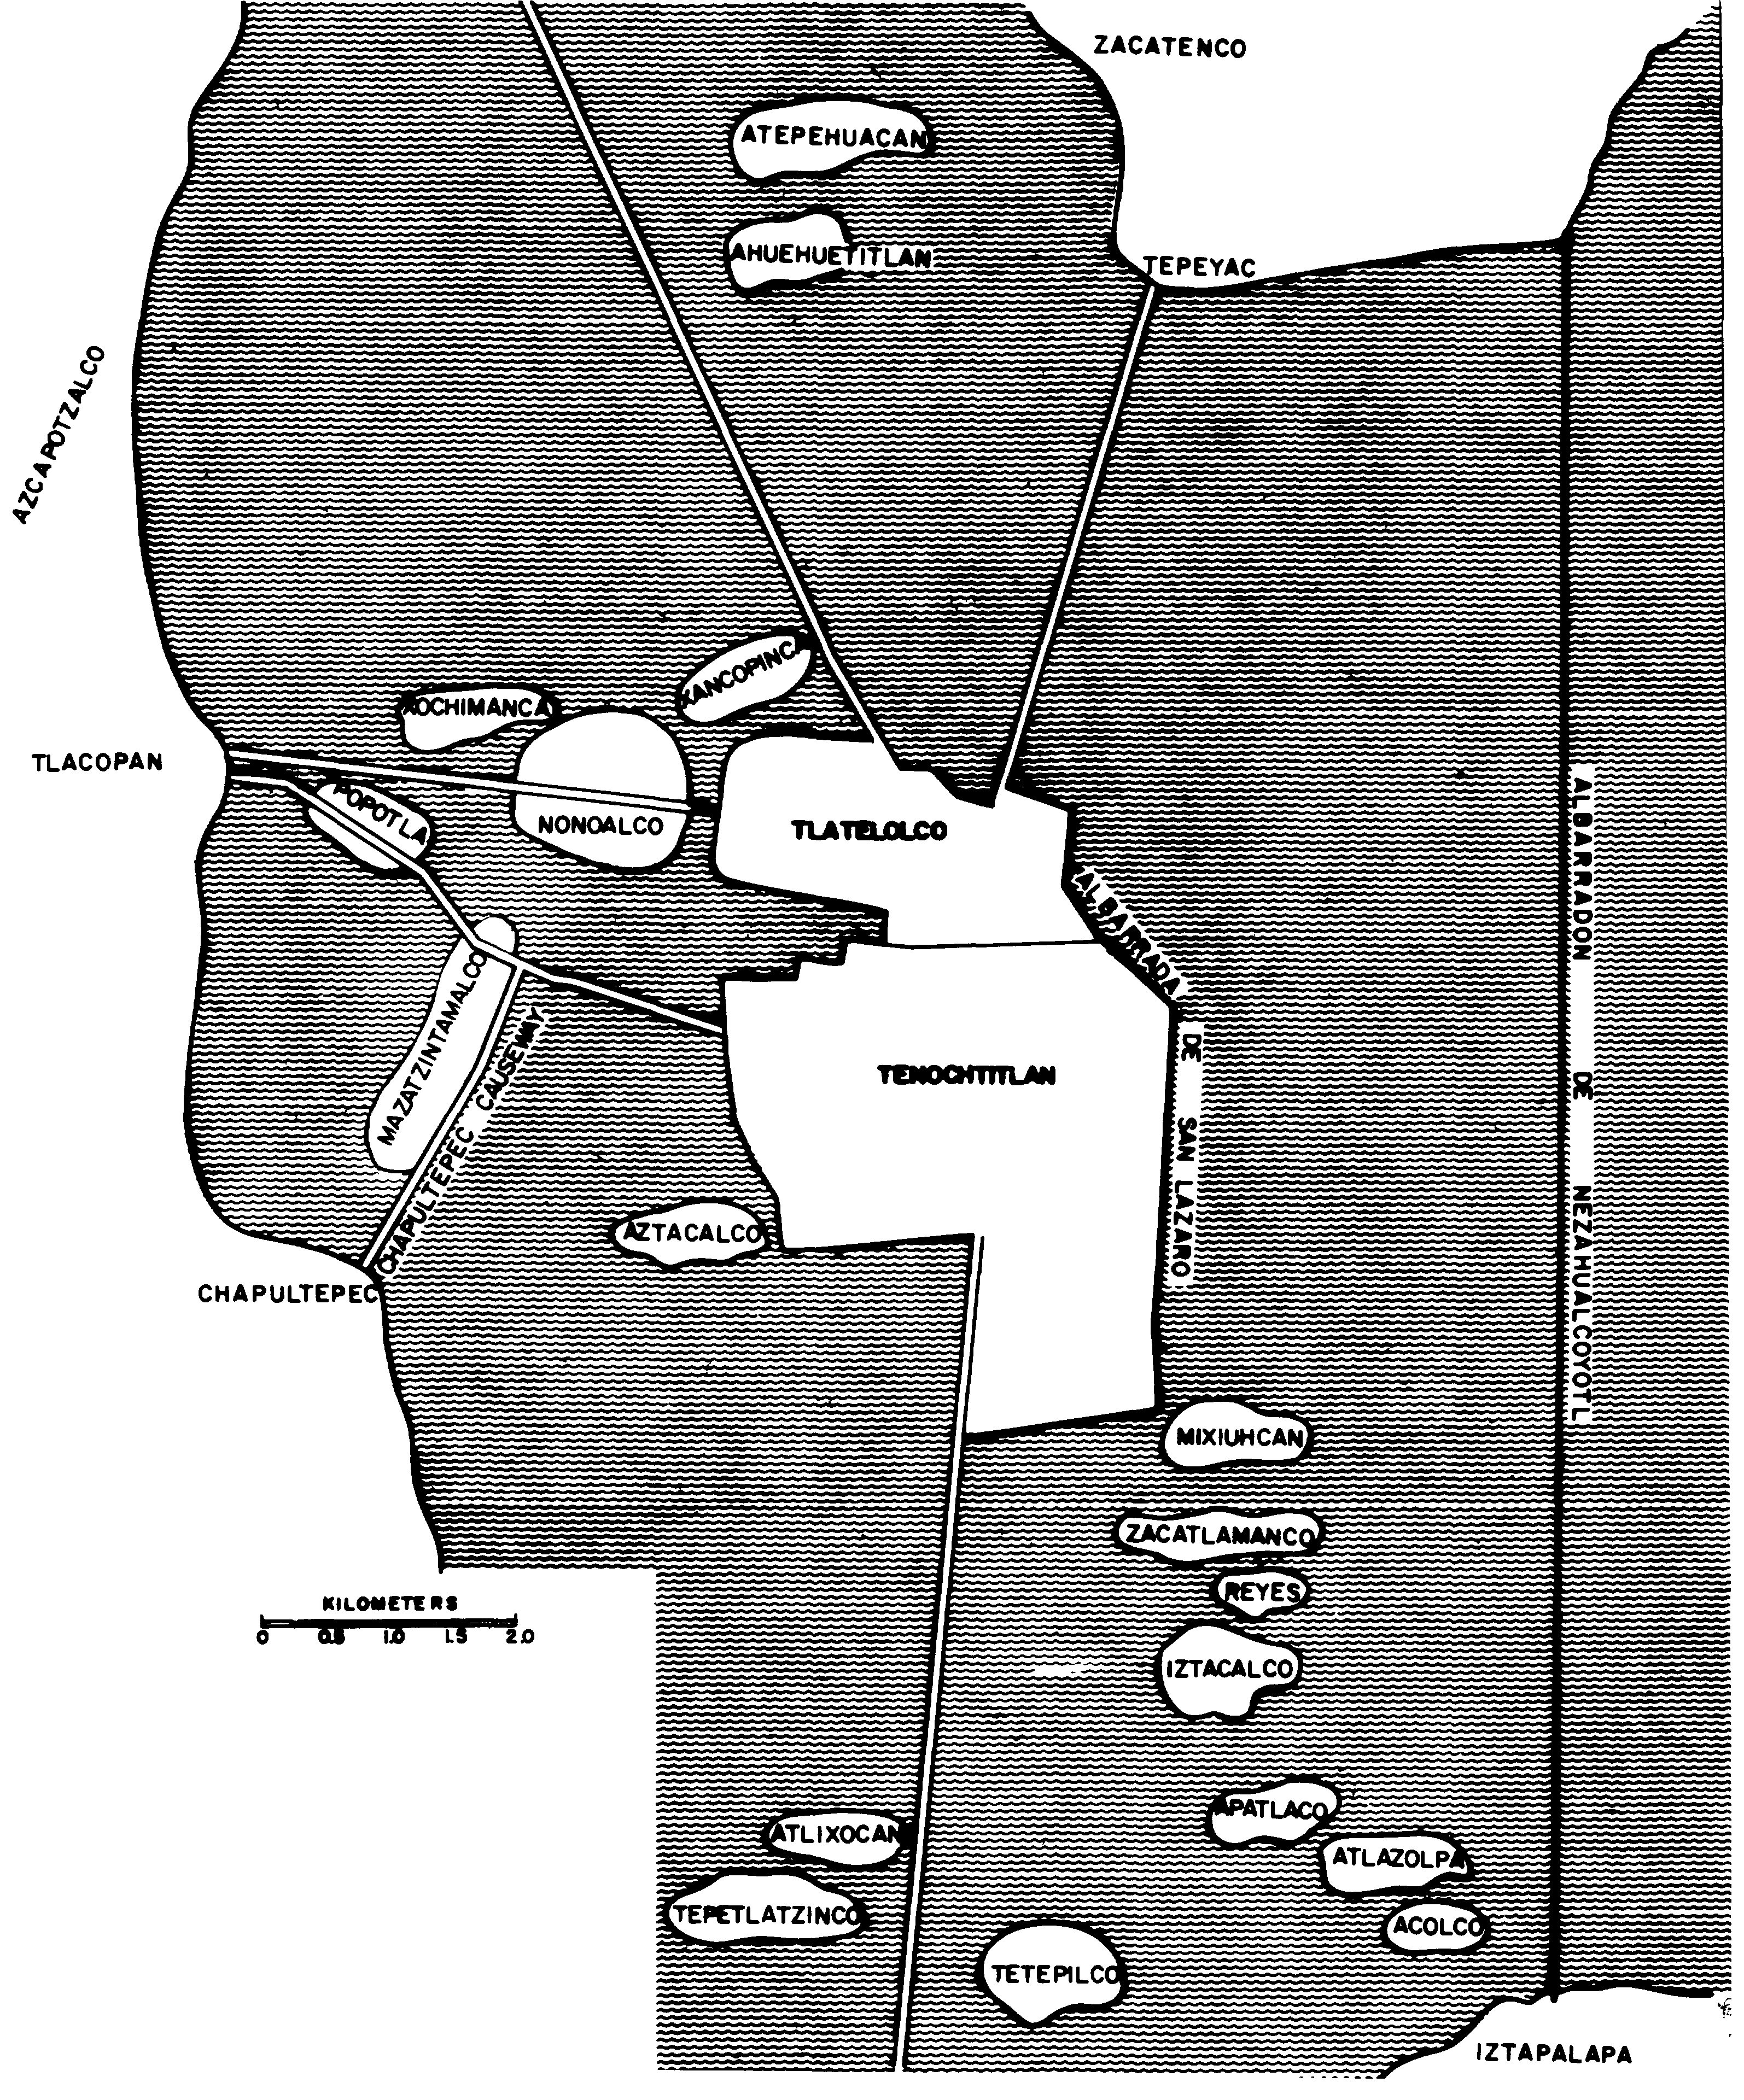 ZACATENCO
ATEPEHUACAN
AHUEHUETITLAN
TEPEYAC
AZCAPOTZALCO
XANCOPINCA
XOCHIMANCA
TLACOPAN
POPOTLA
NONOALCO
TLATELOLCO
ALBARRADON DE NEZAHUALCOYOTL
ALBARRADA DE SAN LAZARO
MAZATZINTAMALCO
CHAPULTEPEC CAUSEWAY
TENOCHTITLAN
AZTACALCO
CHAPULTEPEC
MIXIUHCAN
ZACATLAMANCO
REYES
KILOMETERS
0 0.5 1.0 1.5 2.0
IZTACALCO
APATLACO
ATLIXOCAN
ATLAZOLPA
TEPETLATZINCO
ACOLCO
TETEPILCO
IZTAPALAPA